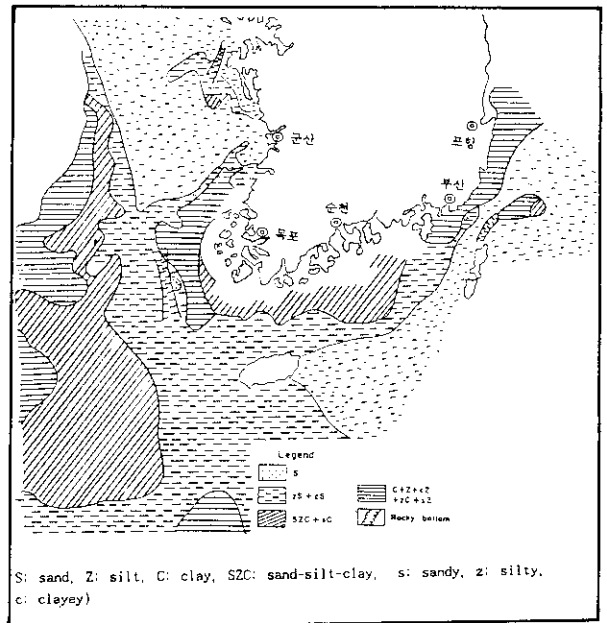 군산
포항
부산
순천
목포
Legend
S
zS + cS
SZC + sC
C+Z+cZ
+zC+sZ
Rocky bottom
S: sand, Z: silt, C: clay, SZC: sand-silt-clay, s: sandy, z: silty,
c: clayey)